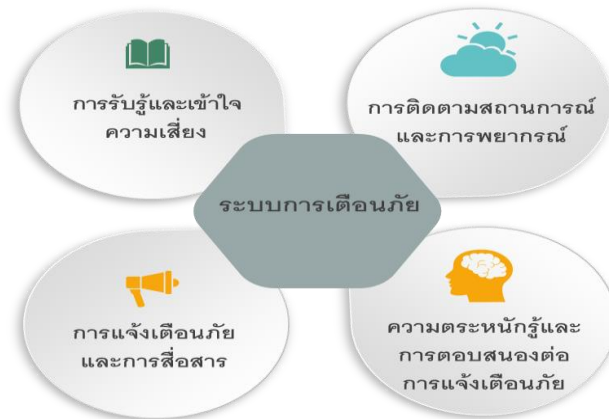 การรับรู้และเข้าใจ
ความเสี่ยง
การติดตามสถานการณ์
และการพยากรณ์
ระบบการเตือนภัย
การแจ้งเตือนภัย
และการสื่อสาร
ความตระหนักรู้และ
การตอบสนองต่อ
การแจ้งเตือนภัย